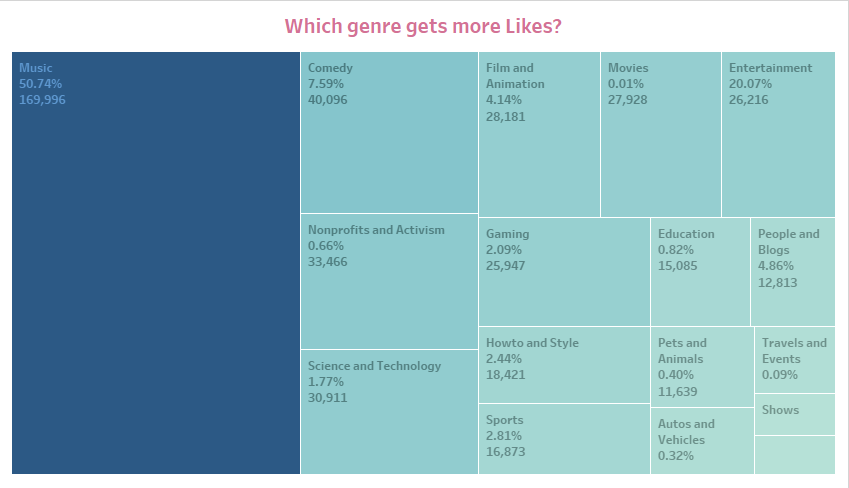 Which genre gets more Likes?
Music
50.74%
169,996
Comedy
7.59%
40,096
Nonprofits and Activism
0.66%
33,466
Science and Technology
1.77%
30,911
Film and
Animation
4.14%
28,181
Movies
0.01%
27,928
Entertainment
20.07%
26,216
Gaming
2.09%
25,947
Education
0.82%
15,085
People and
Blogs
4.86%
12,813
Howto and Style
2.44%
18,421
Sports
2.81%
16,873
Pets and
Animals
0.40%
11,639
Autos and
Vehicles
0.32%
Travels and
Events
0.09%
Shows